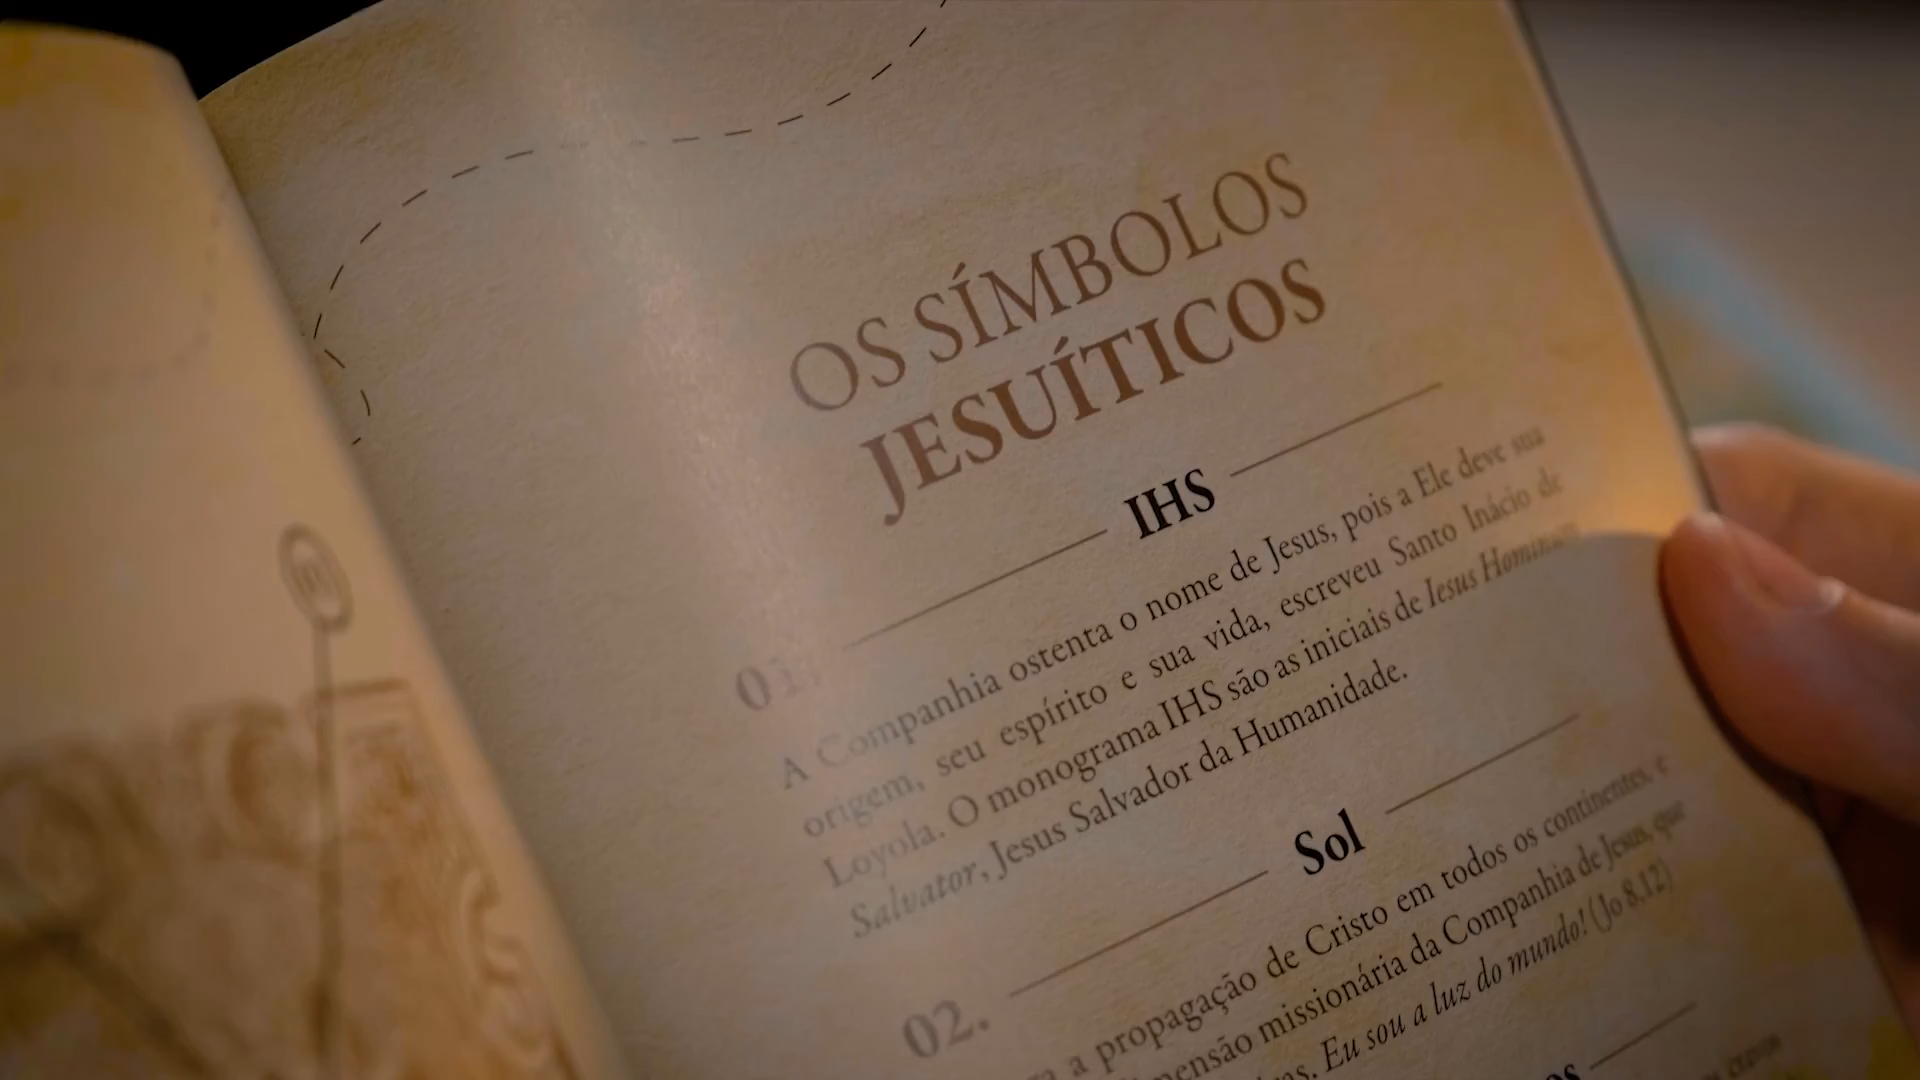 OS SÍMBOLOS
JESUÍTICOS
IHS
01.
A Companhia ostenta o nome de Jesus, pois a Ele deve sua
origem, seu espírito e sua vida, escreveu Santo Inácio de
Loyola. O monograma IHS são as iniciais de Iesus Hominum
Salvator, Jesus Salvador da Humanidade.
Sol
02.
a propagação de Cristo em todos os continentes, e
missionária da Companhia de Jesus, que
Eu sou a luz do mundo! (Jo 8,12)